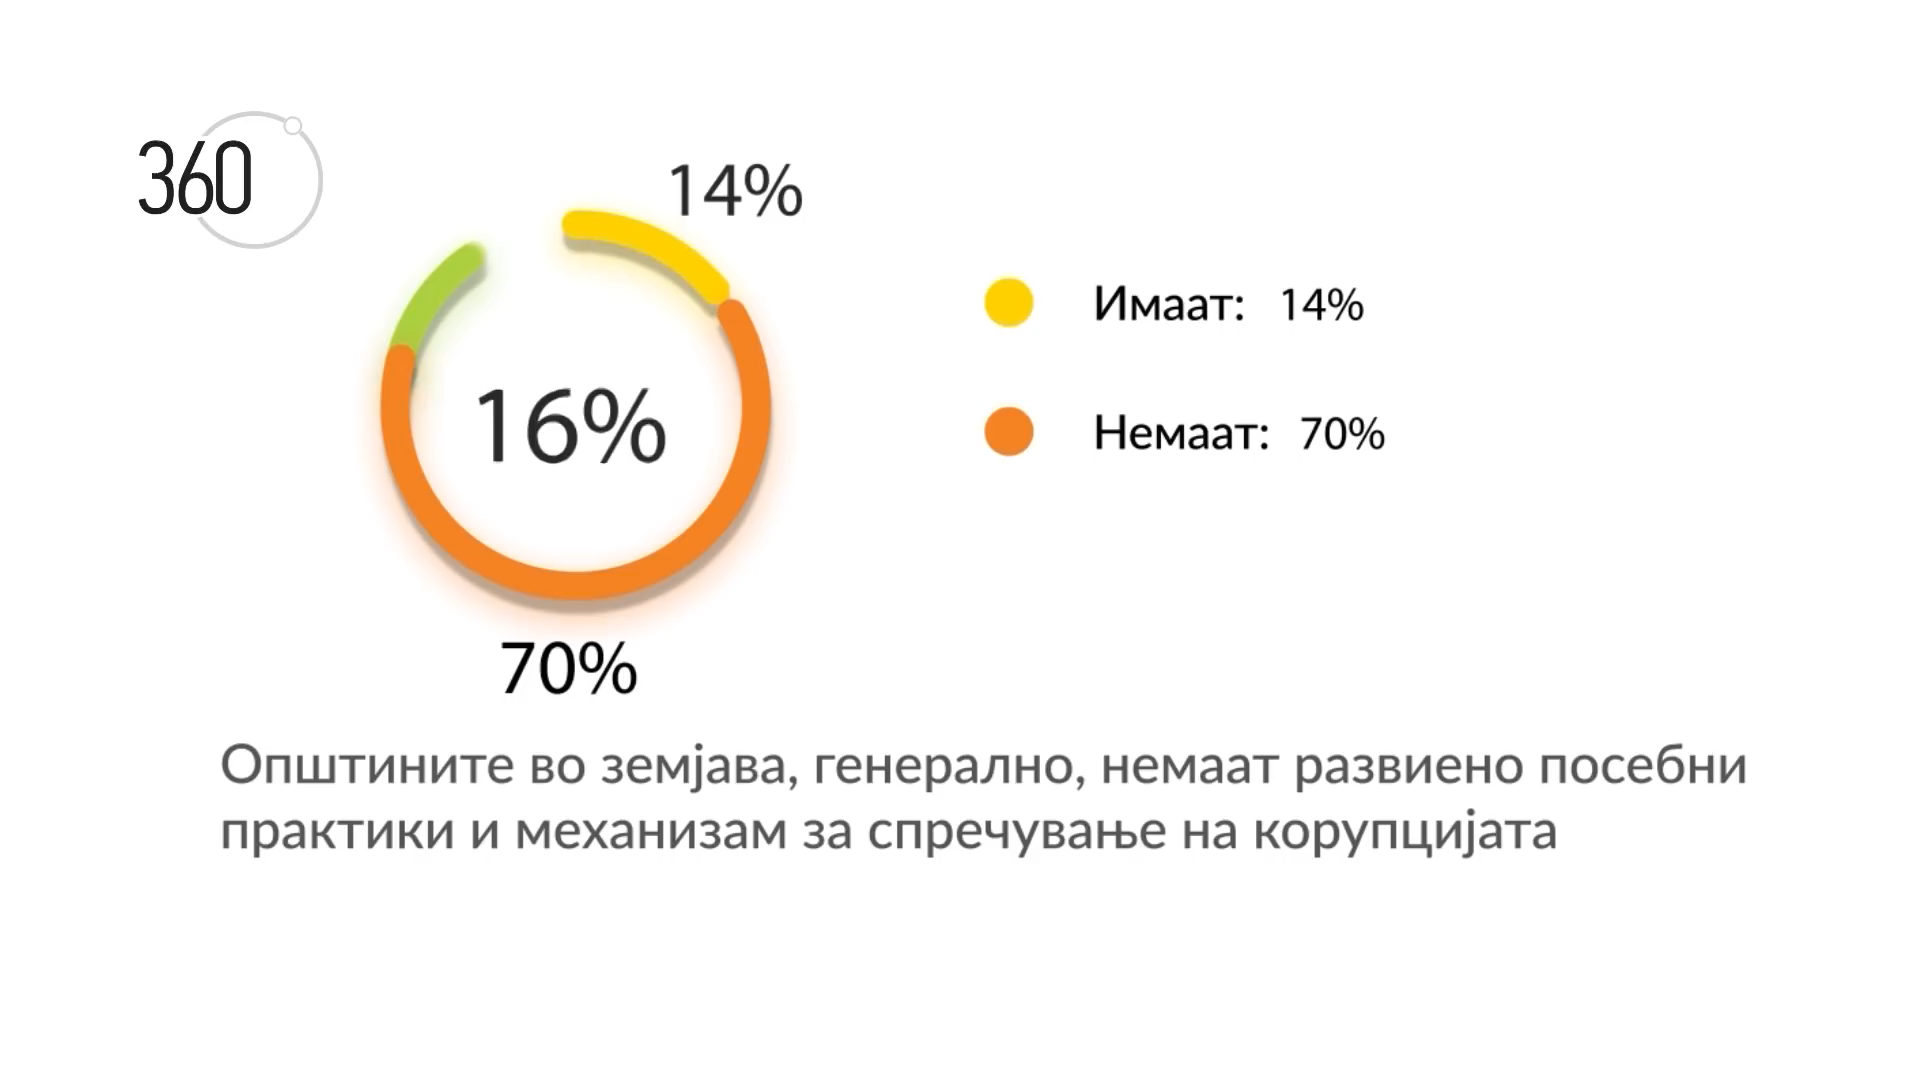 360
14%
16%
70%
Имаат: 14%
Немаат: 70%
Општините во земјава, генерално, немаат развиено посебни
практики и механизам за спречување на корупцијата